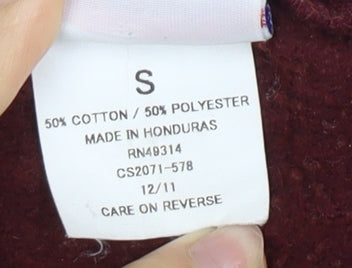 S
50% COTTON / 50% POLYESTER
MADE IN HONDURAS
RN49314
CS2071-578
12/11
CARE ON REVERSE